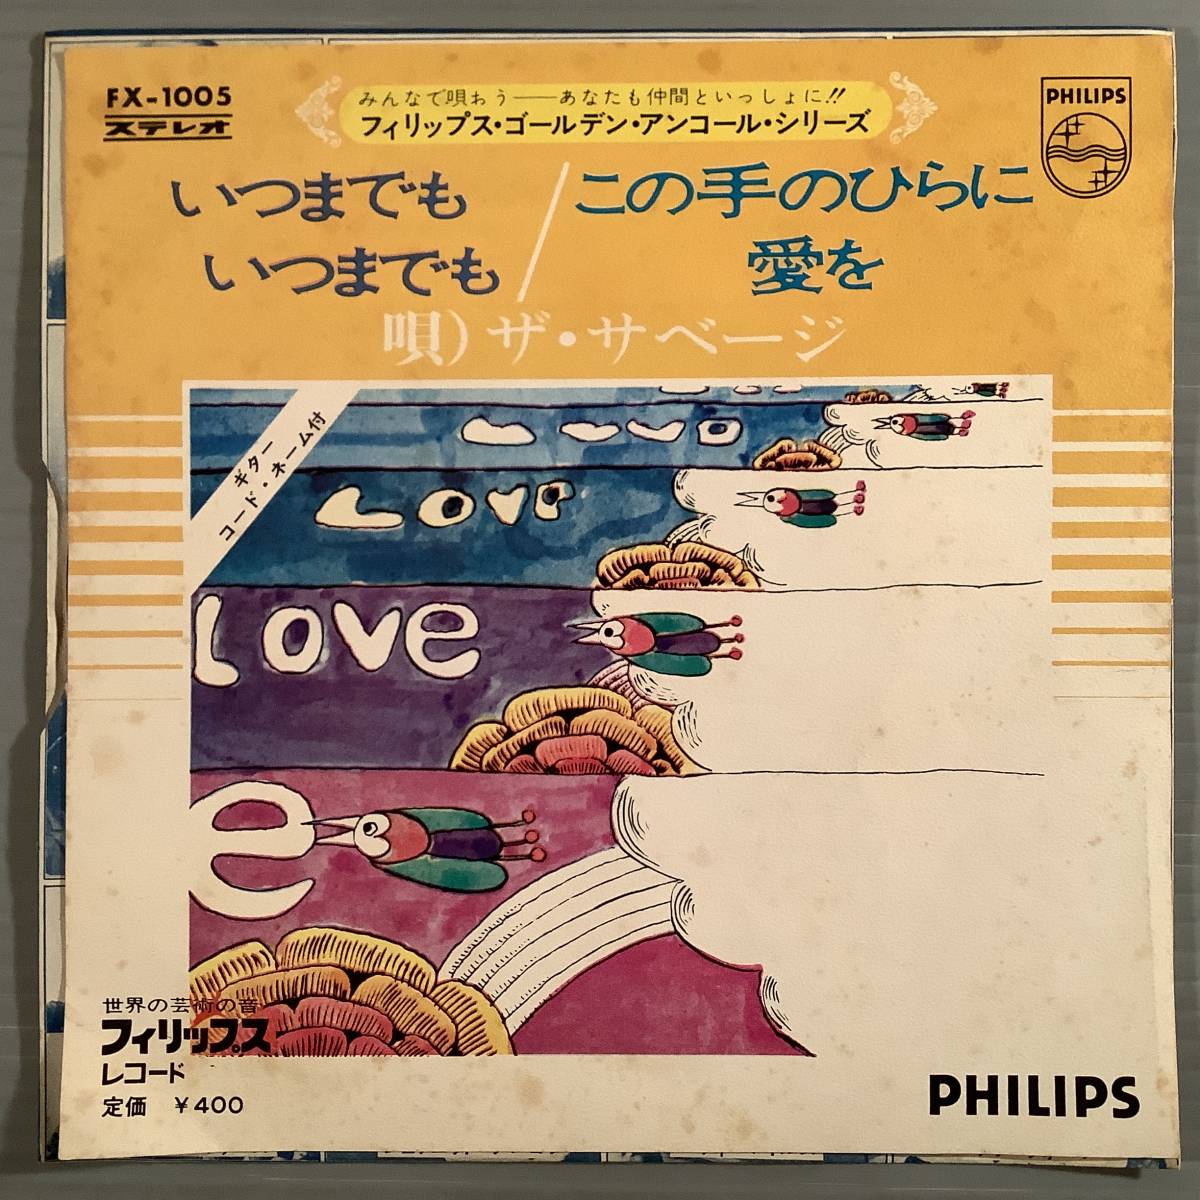 FX-1005
ステレオ
みんなで唄おう——あなたも仲間といっしょに!!
フィリップス・ゴールデン・アンコール・シリーズ
PHILIPS
いつまでも
いつまでも
この手のひらに
愛を
唄）ザ・サベージ
ギター
コード・ネーム付
Love
Love
e
世界の芸術の音
フィリップス
レコード
定価 ¥400
PHILIPS